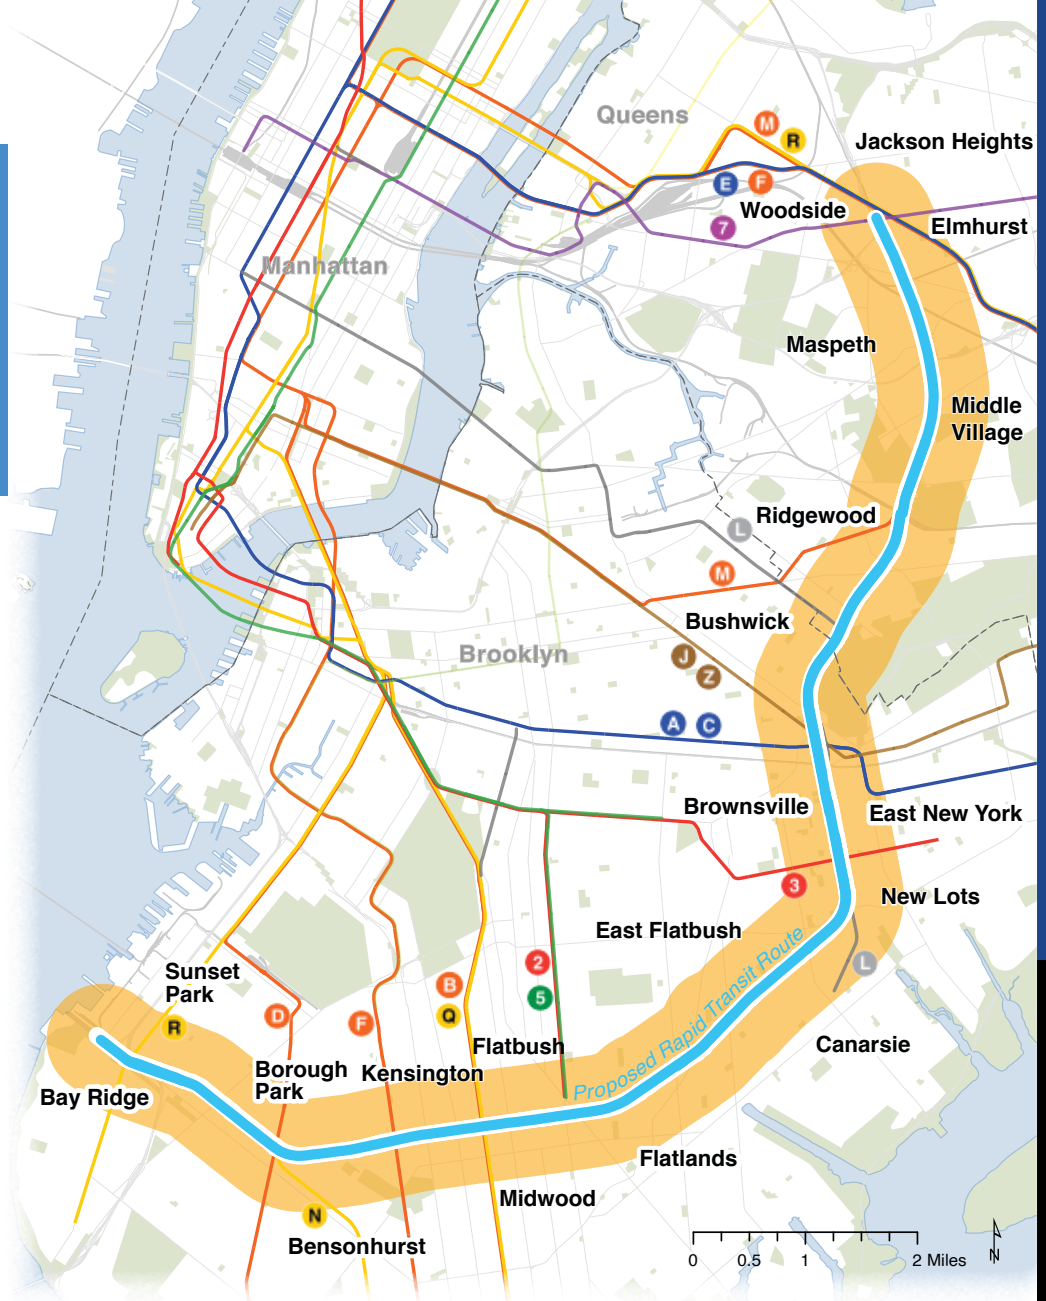 Queens
M
R
Jackson Heights
E
F
Woodside
7
Elmhurst
Manhattan
Maspeth
Middle
Village
Ridgewood
L
M
Bushwick
Brooklyn
J
Z
A
C
Brownsville
East New York
3
New Lots
East Flatbush
Proposed Rapid Transit Route
L
Sunset
Park
R
D
F
B
Q
2
5
Canarsie
Flatbush
Borough
Park
Kensington
Bay Ridge
Flatlands
Midwood
N
Bensonhurst
0
0.5
1
2 Miles
N